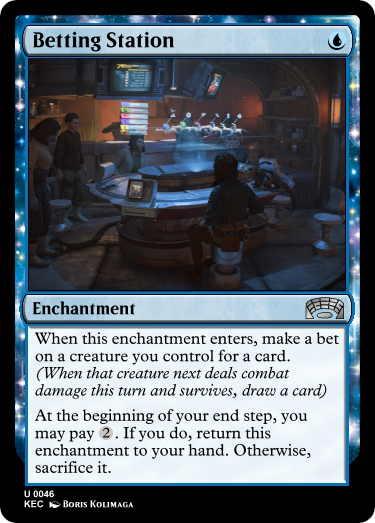 Betting Station
Enchantment
When this enchantment enters, make a bet
on a creature you control for a card.
(When that creature next deals combat
damage this turn and survives, draw a card)
At the beginning of your end step, you
may pay 2. If you do, return this
enchantment to your hand. Otherwise,
sacrifice it.
U 0046
KEC Boris Kolimaga